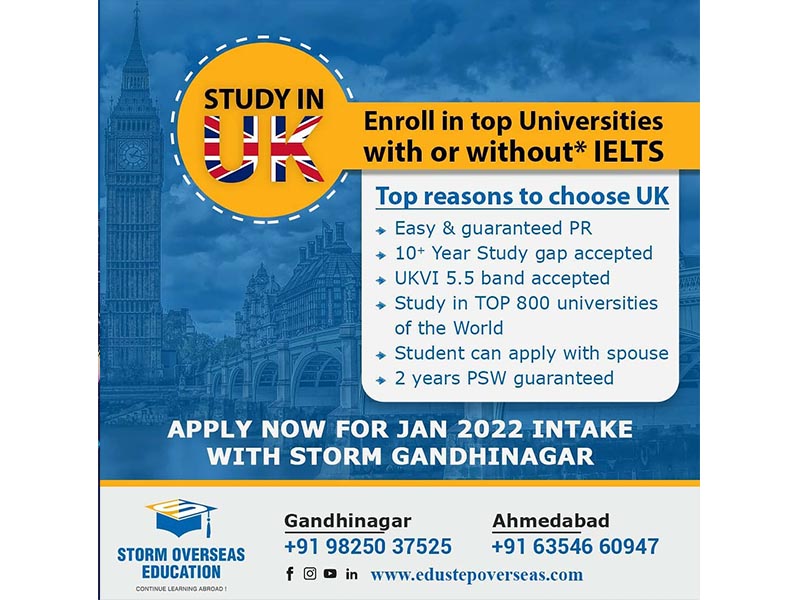 STUDY IN
UK
Enroll in top Universities
with or without* IELTS
Top reasons to choose UK
Easy & guaranteed PR
10+ Year Study gap accepted
UKVI 5.5 band accepted
Study in TOP 800 universities
of the World
Student can apply with spouse
2 years PSW guaranteed
APPLY NOW FOR JAN 2022 INTAKE
WITH STORM GANDHINAGAR
STORM OVERSEAS
EDUCATION
CONTINUE LEARNING ABROAD !
Gandhinagar
+91 98250 37525
Ahmedabad
+91 63546 60947
www.edustepoverseas.com